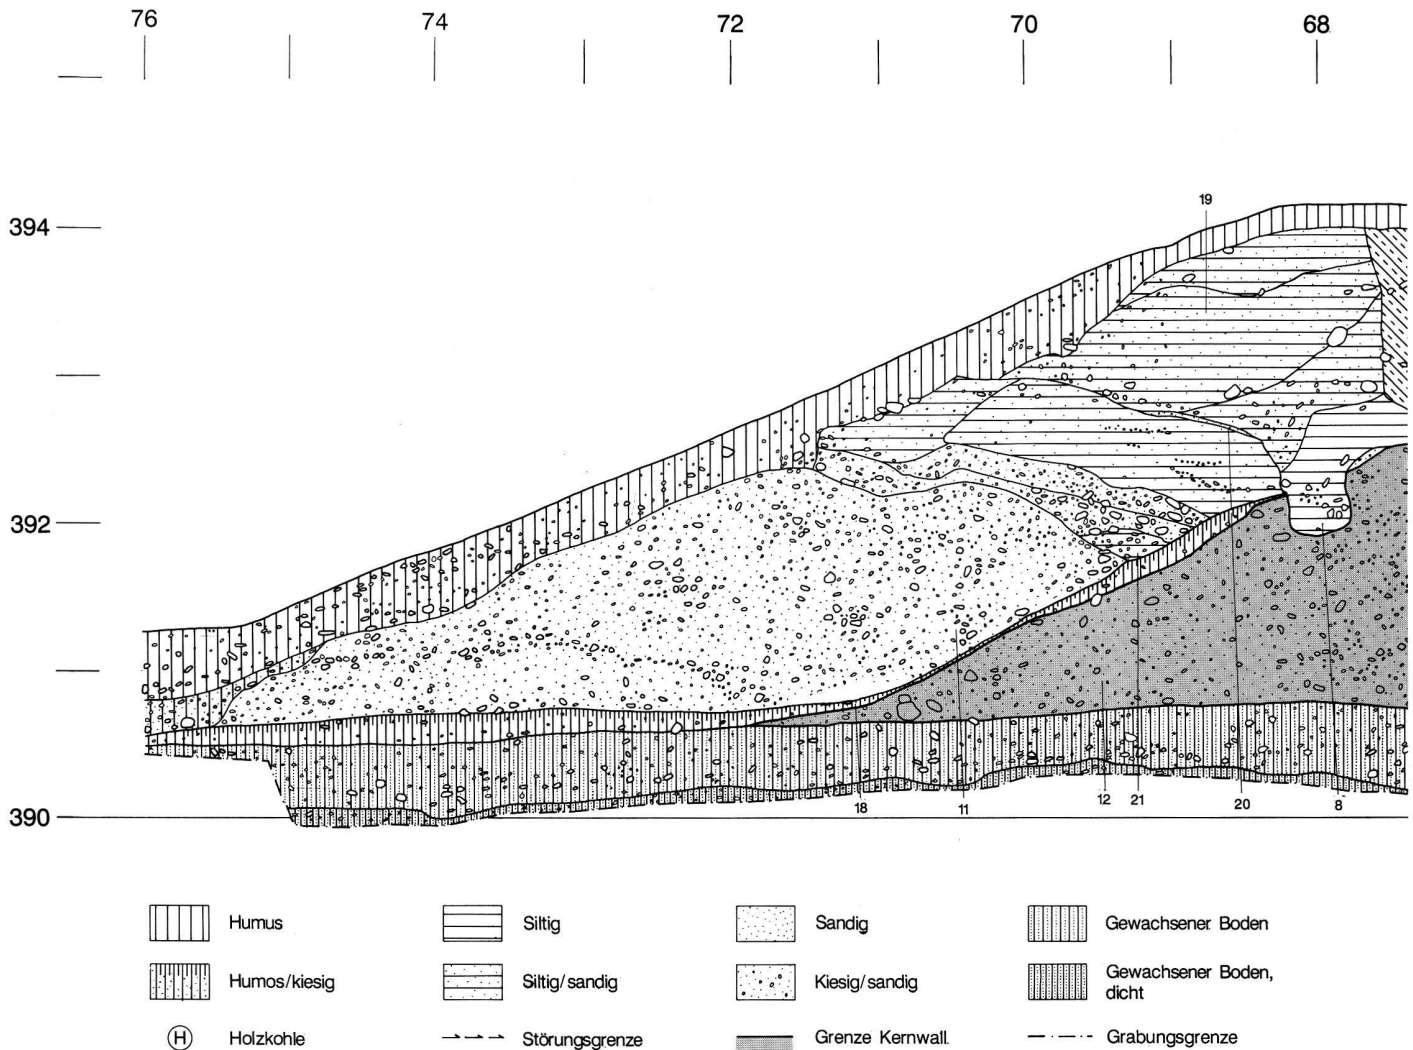 76 74 72 70 68
19
394
392
390
18 11 12 21 20 8
Humus Siltig Sandig Gewachsener Boden
Humos/kiesig Siltig/sandig Kiesig/sandig Gewachsener Boden,
dicht
H Holzkohle Störungsgrenze Grenze Kernwall Grabungsgrenze